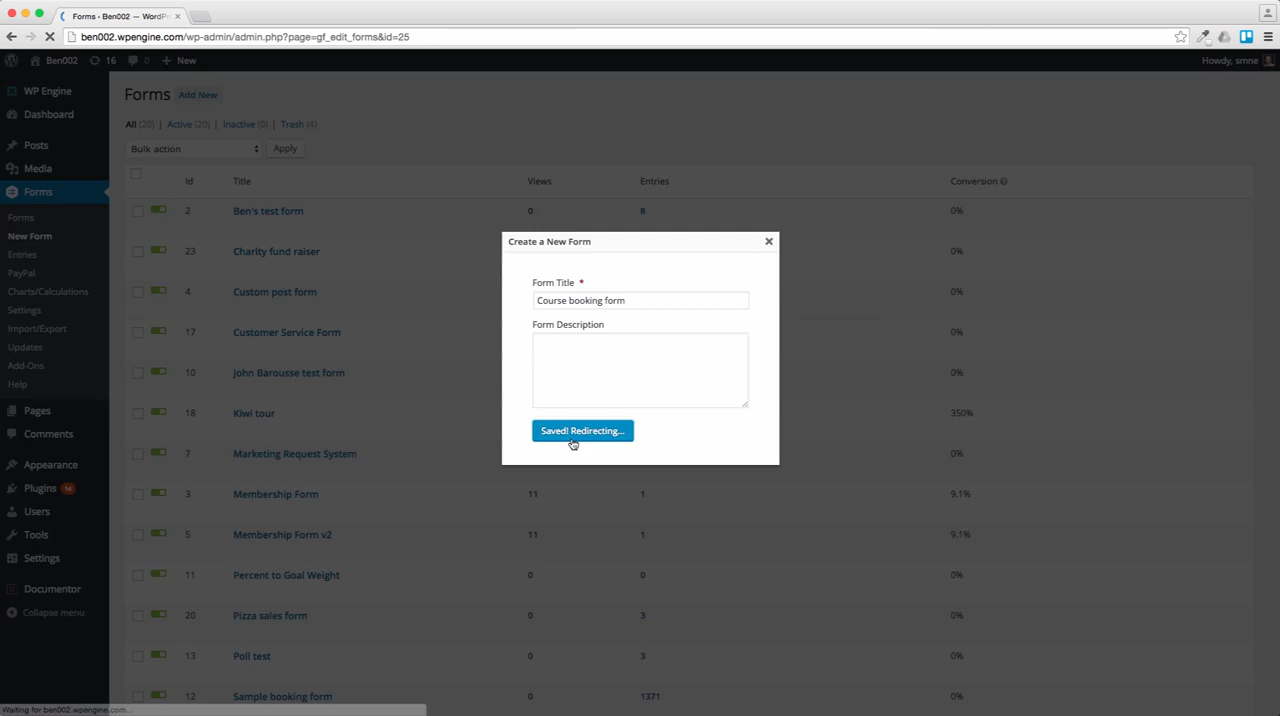 Forms ‹ Ben002 — WordPr
ben002.wpengine.com/wp-admin/admin.php?page=gf_edit_forms&id=25
Ben002 16 0 + New Howdy, smne
WP Engine
Dashboard
Posts
Media
Forms
Forms
New Form
Entries
PayPal
Charts/Calculations
Settings
Import/Export
Updates
Add-Ons
Help
Pages
Comments
Appearance
Plugins 14
Users
Tools
Settings
Documentor
Collapse menu
Forms Add New
All (20) | Active (20) | Inactive (0) | Trash (4)
Bulk action Apply
Id Title Views Entries Conversion
2 Ben's test form 0 8 0%
23 Charity fund raiser 0%
4 Custom post form 0%
17 Customer Service Form 0%
10 John Barousse test form 0%
18 Kiwi tour 350%
7 Marketing Request System 0%
3 Membership Form 11 1 9.1%
5 Membership Form v2 11 1 9.1%
11 Percent to Goal Weight 0 0 0%
20 Pizza sales form 0 3 0%
13 Poll test 0 3 0%
12 Sample booking form 0 1371 0%
Create a New Form
Form Title *
Course booking form
Form Description
Saved! Redirecting...
Waiting for ben002.wpengine.com...